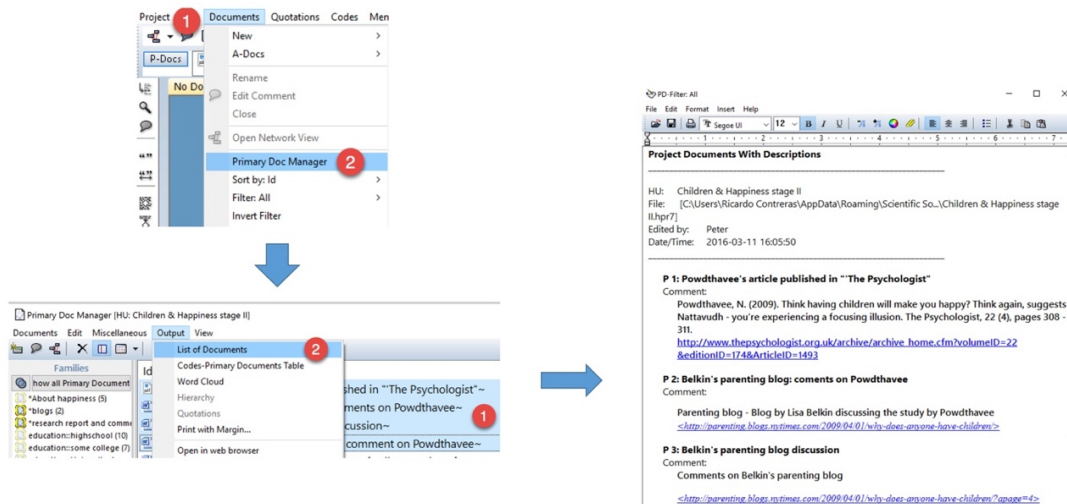 Project
1
Documents Quotations Codes Men
New
A-Docs
P-Docs
Rename
No Do
Edit Comment
Close
Open Network View
Primary Doc Manager
2
Sort by: Id
Filter: All
Invert Filter
Primary Doc Manager [HU: Children & Happiness stage II]
Documents Edit Miscellaneous Output View
List of Documents
2
Families
Codes-Primary Documents Table
Id
how all Primary Document
Word Cloud
shed in "'The Psychologist"~
*About happiness (5)
Hierarchy
ments on Powdthavee~
*blogs (2)
Quotations
cussion~
1
*research report and comme
Print with Margin...
comment on Powdthavee~
education::highschool (10)
education::some college (7)
Open in web browser
PD-Filter: All
File Edit Format Insert Help
Segoe UI 12 B I U
2 3 4 5 6 7
Project Documents With Descriptions
HU: Children & Happiness stage II
File: [C:\Users\Ricardo Contreras\AppData\Roaming\Scientific So...\Children & Happiness stage
II.hpr7]
Edited by: Peter
Date/Time: 2016-03-11 16:05:50
P 1: Powdthavee's article published in "'The Psychologist"
Comment:
Powdthavee, N. (2009). Think having children will make you happy? Think again, suggests
Nattavudh - you're experiencing a focusing illusion. The Psychologist, 22 (4), pages 308 -
311.
http://www.thepsychologist.org.uk/archive/archive_home.cfm?volumeID=22
&editionID=174&ArticleID=1493
P 2: Belkin's parenting blog: coments on Powdthavee
Comment:
Parenting blog - Blog by Lisa Belkin discussing the study by Powdthavee
<http://parenting.blogs.nytimes.com/2009/04/01/why-does-anyone-have-children/>
P 3: Belkin's parenting blog discussion
Comment:
Comments on Belkin's parenting blog
<http://parenting.blogs.nytimes.com/2009/04/01/why-does-anyone-have-children/?apage=4>